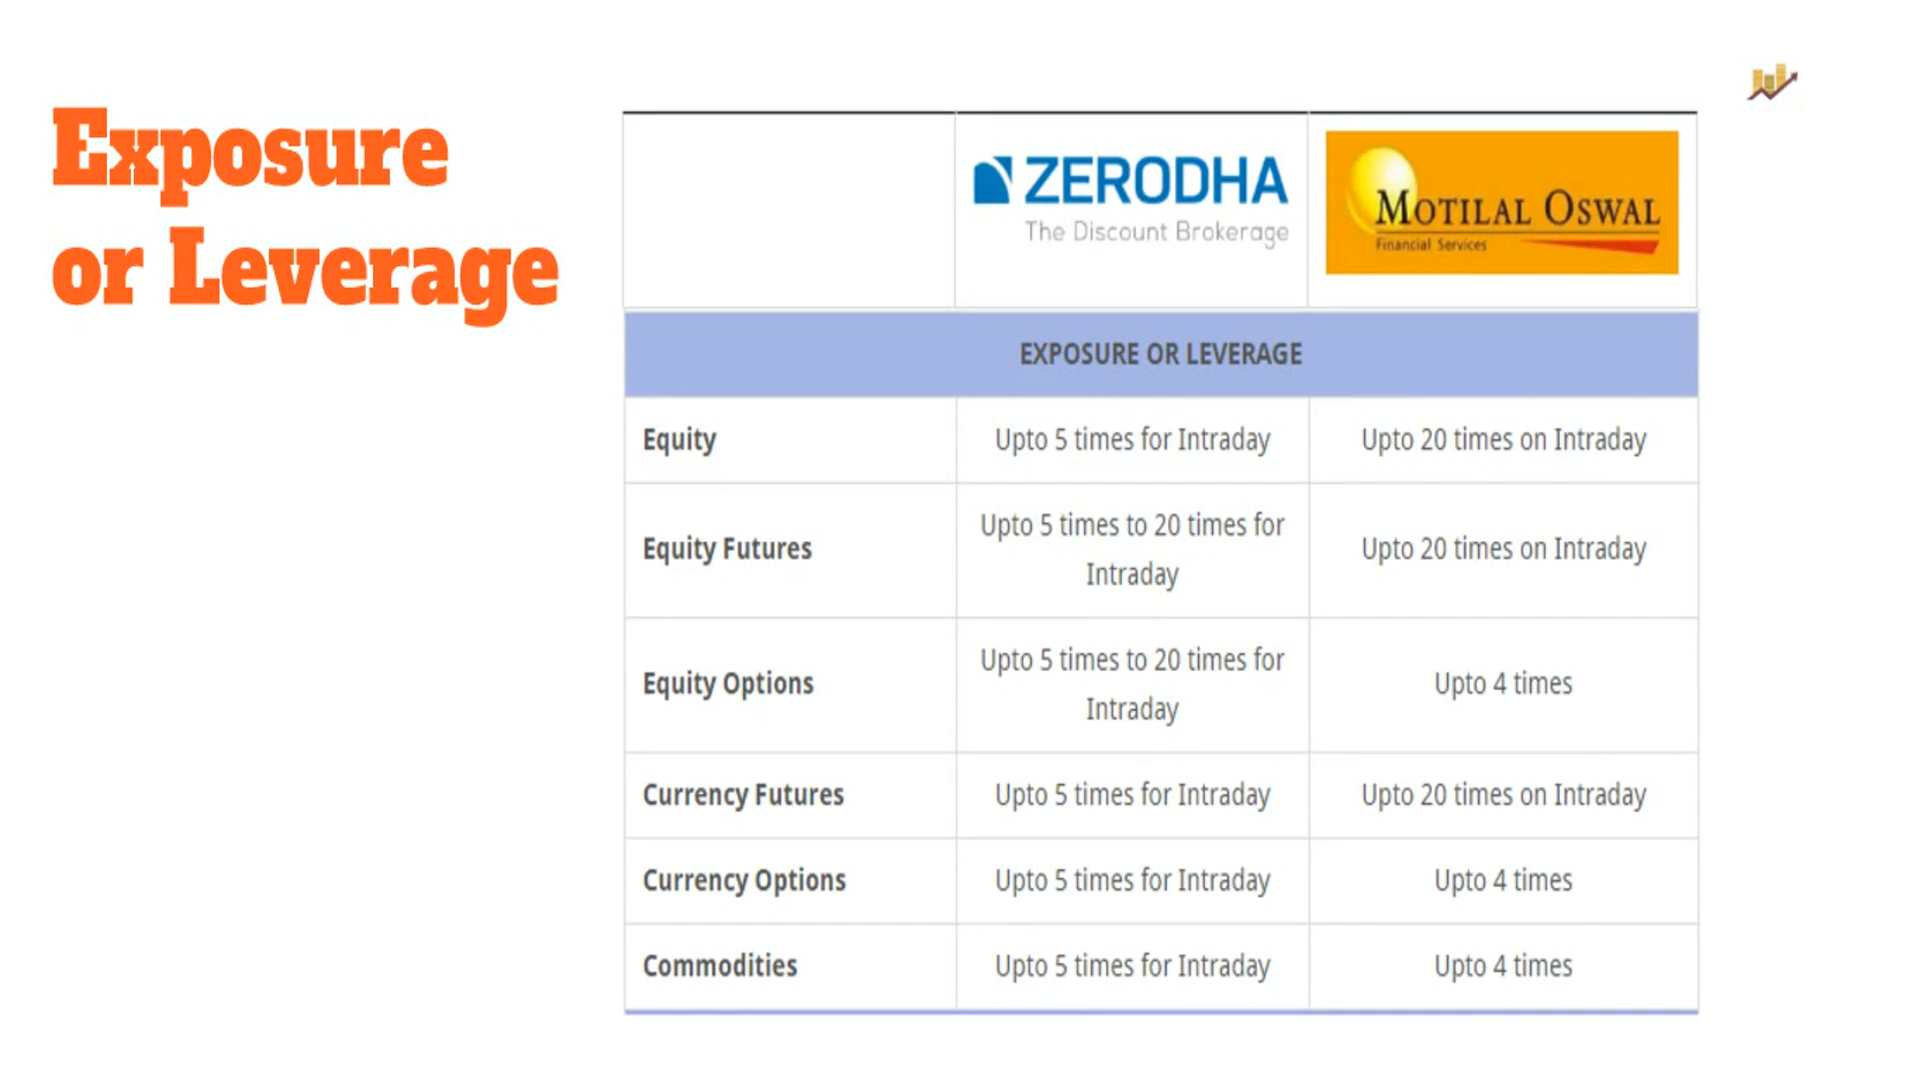 Exposure
or Leverage
ZERODHA
The Discount Brokerage
MOTILAL OSWAL
Financial Services
EXPOSURE OR LEVERAGE
Equity
Upto 5 times for Intraday
Upto 20 times on Intraday
Equity Futures
Upto 5 times to 20 times for
Intraday
Upto 20 times on Intraday
Equity Options
Upto 5 times to 20 times for
Intraday
Upto 4 times
Currency Futures
Upto 5 times for Intraday
Upto 20 times on Intraday
Currency Options
Upto 5 times for Intraday
Upto 4 times
Commodities
Upto 5 times for Intraday
Upto 4 times